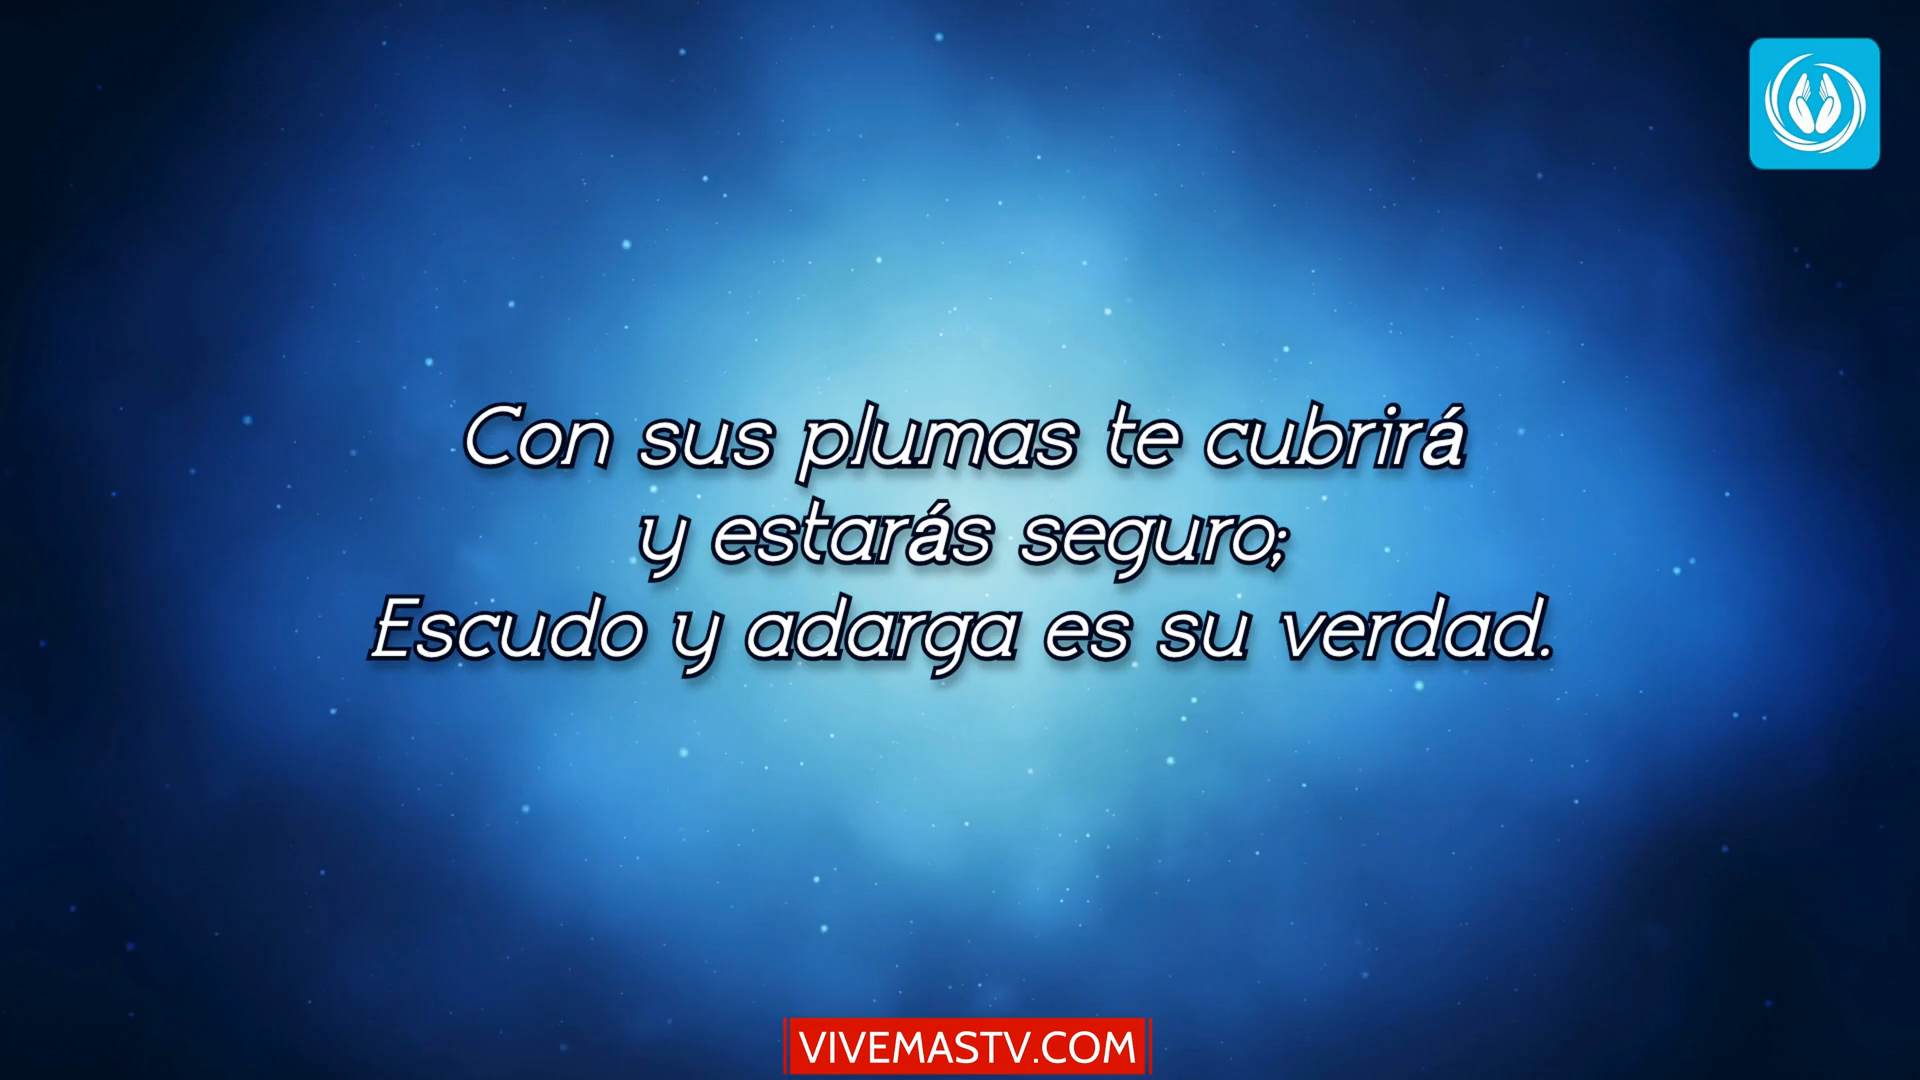 Con sus plumas te cubrirá
y estarás seguro;
Escudo y adarga es su verdad.
VIVEMASTV.COM